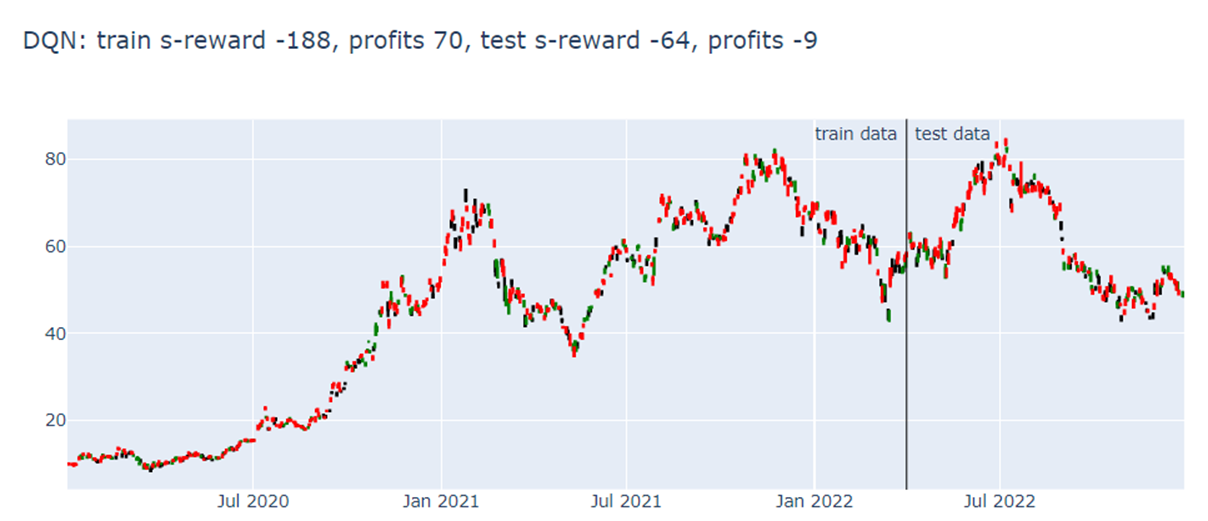 DQN: train s-reward -188, profits 70, test s-reward -64, profits -9
train data
test data
80
60
40
20
Jul 2020
Jan 2021
Jul 2021
Jan 2022
Jul 2022